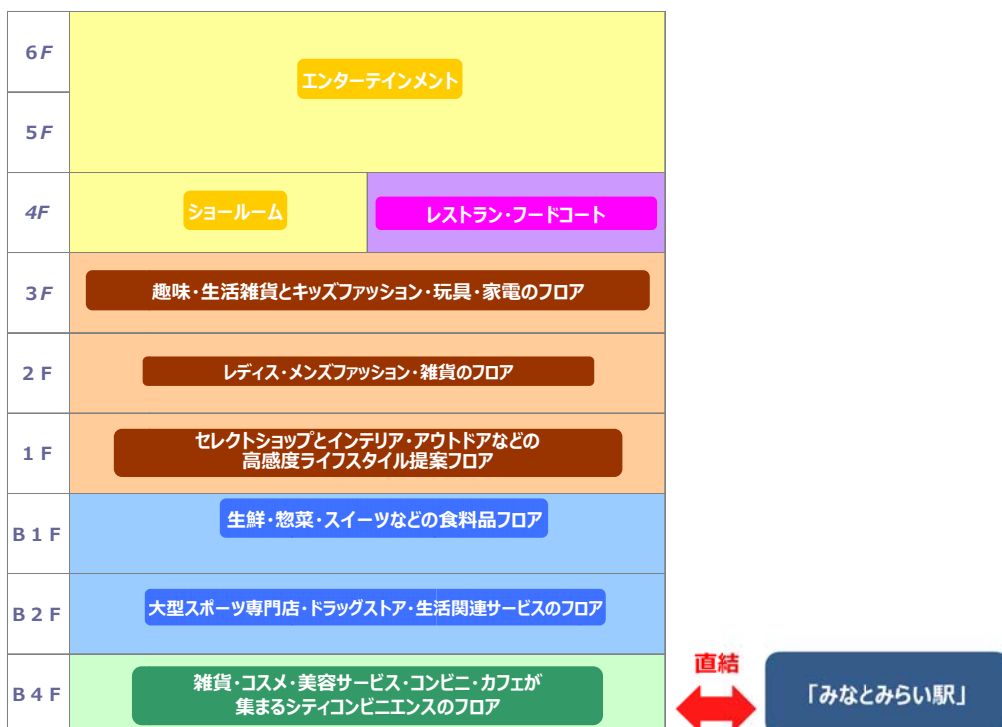 6F
エンターテインメント
5F
4F
ショールーム
レストラン・フードコート
3F
趣味・生活雑貨とキッズファッション・玩具・家電のフロア
2F
レディス・メンズファッション・雑貨のフロア
1F
セレクトショップとインテリア・アウトドアなどの
高感度ライフスタイル提案フロア
B1F
生鮮・惣菜・スイーツなどの食料品フロア
B2F
大型スポーツ専門店・ドラッグストア・生活関連サービスのフロア
B4F
雑貨・コスメ・美容サービス・コンビニ・カフェが
集まるシティコンビニエンスのフロア
直結
「みなとみらい駅」